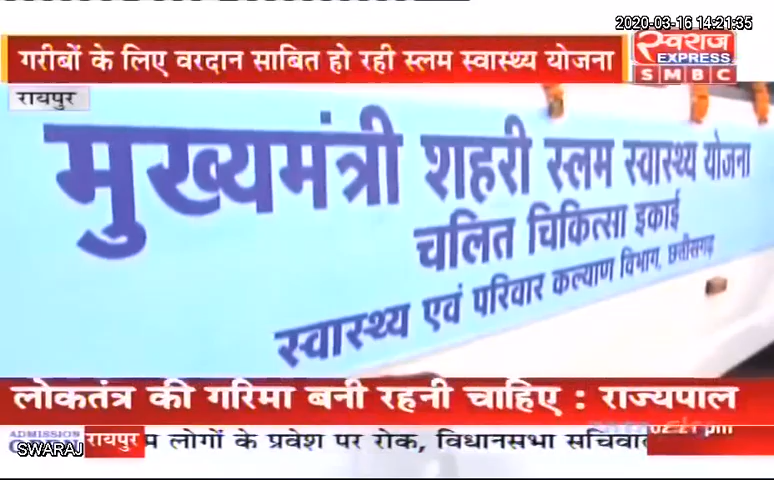 2020-03-16 14:21:35
गरीबों के लिए वरदान साबित हो रही स्लम स्वास्थ्य योजना
स्वराज
EXPRESS
SMBC
रायपुर
मुख्यमंत्री शहरी स्लम स्वास्थ्य योजना
चलित चिकित्सा इकाई
स्वास्थ्य एवं परिवार कल्याण विभाग, छत्तीसगढ़
लोकतंत्र की गरिमा बनी रहनी चाहिए : राज्यपाल
ADMISSION
SWARAJ
रायपुर
म लोगों के प्रवेश पर रोक, विधानसभा सचिवाल